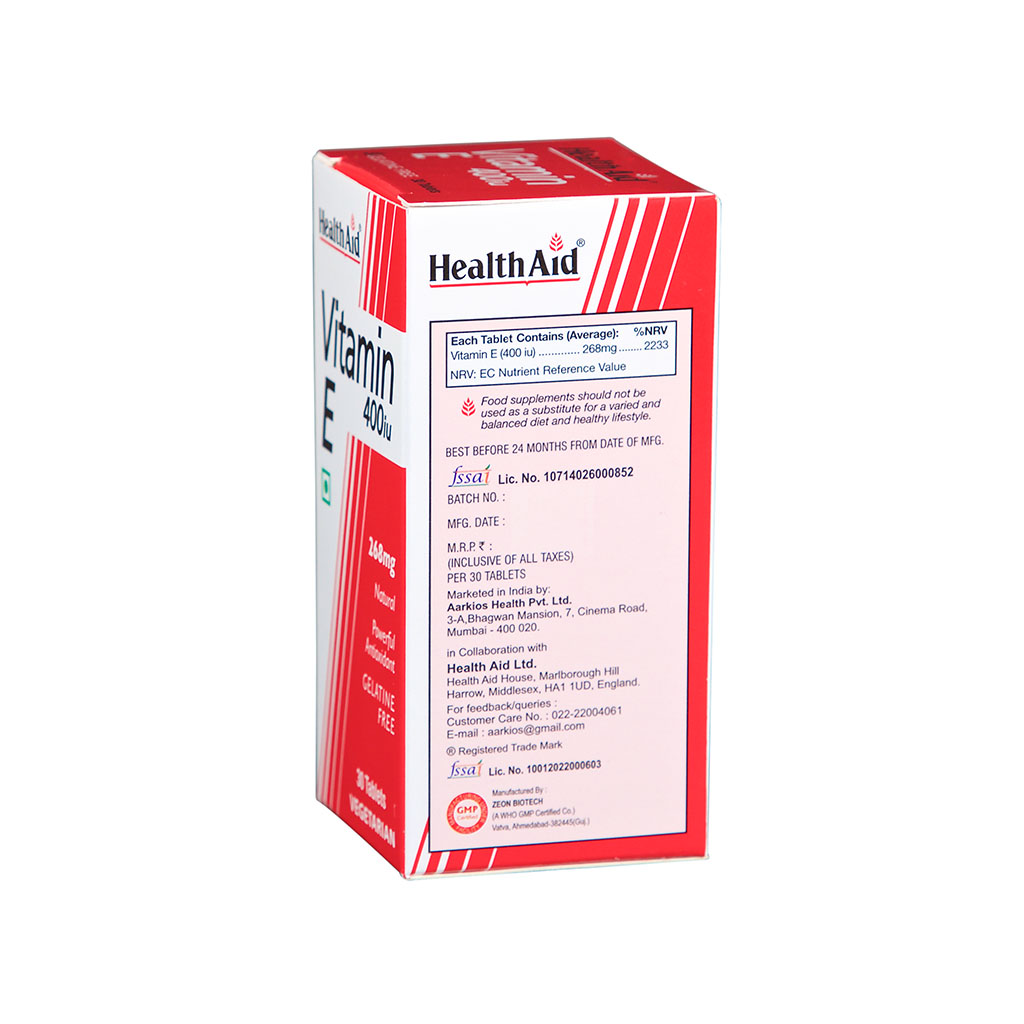 HealthAid
Vitamin
E 400iu
HealthAid
Vitamin
E 400iu
268mg
Natural
Powerful
Antioxidant
GELATINE
FREE
30 Tablets
VEGETARIAN
HealthAid®
Each Tablet Contains (Average): %NRV
Vitamin E (400 iu) ............. 268mg ....... 2233
NRV: EC Nutrient Reference Value
Food supplements should not be
used as a substitute for a varied and
balanced diet and healthy lifestyle.
BEST BEFORE 24 MONTHS FROM DATE OF MFG.
fssai Lic. No. 10714026000852
BATCH NO. :
MFG. DATE :
M.R.P. ₹ :
(INCLUSIVE OF ALL TAXES)
PER 30 TABLETS
Marketed in India by:
Aarkios Health Pvt. Ltd.
3-A,Bhagwan Mansion, 7, Cinema Road,
Mumbai - 400 020.
in Collaboration with
Health Aid Ltd.
Health Aid House, Marlborough Hill
Harrow, Middlesex, HA1 1UD, England.
For feedback/queries :
Customer Care No. : 022-22004061
E-mail : aarkios@gmail.com
® Registered Trade Mark
fssai Lic. No. 10012022000603
GMP
Certified
Manufactured By :
ZEON BIOTECH
(A WHO GMP Certified Co.)
Vatva, Ahmedabad-382445(Guj.)